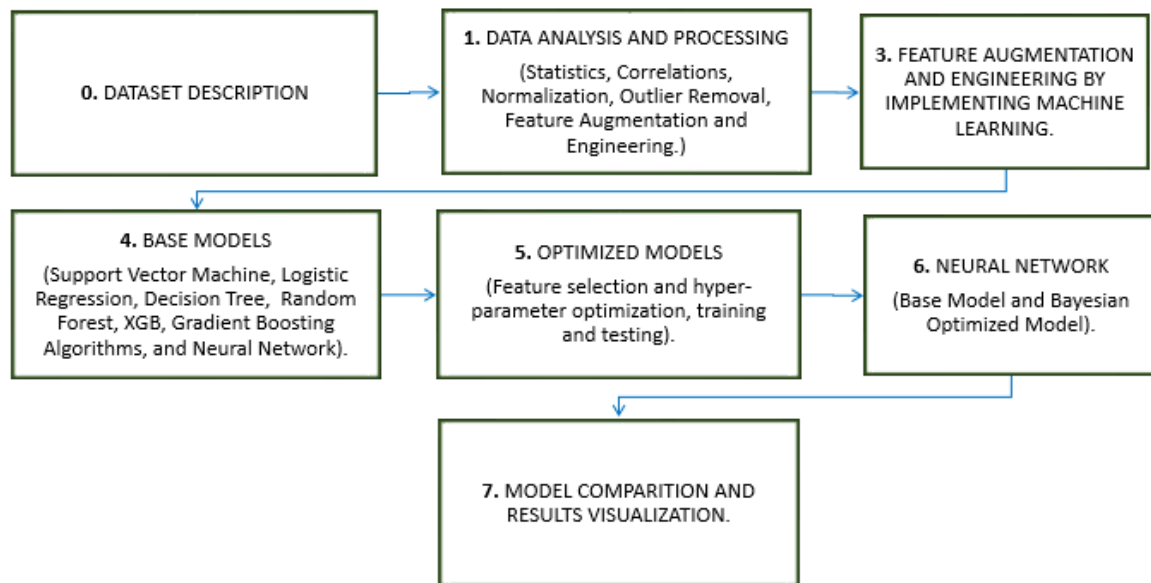 0. DATASET DESCRIPTION
1. DATA ANALYSIS AND PROCESSING
(Statistics, Correlations,
Normalization, Outlier Removal,
Feature Augmentation and
Engineering.)
3. FEATURE AUGMENTATION
AND ENGINEERING BY
IMPLEMENTING MACHINE
LEARNING.
4. BASE MODELS
(Support Vector Machine, Logistic
Regression, Decision Tree, Random
Forest, XGB, Gradient Boosting
Algorithms, and Neural Network).
5. OPTIMIZED MODELS
(Feature selection and hyper-
parameter optimization, training
and testing).
6. NEURAL NETWORK
(Base Model and Bayesian
Optimized Model).
7. MODEL COMPARITION AND
RESULTS VISUALIZATION.